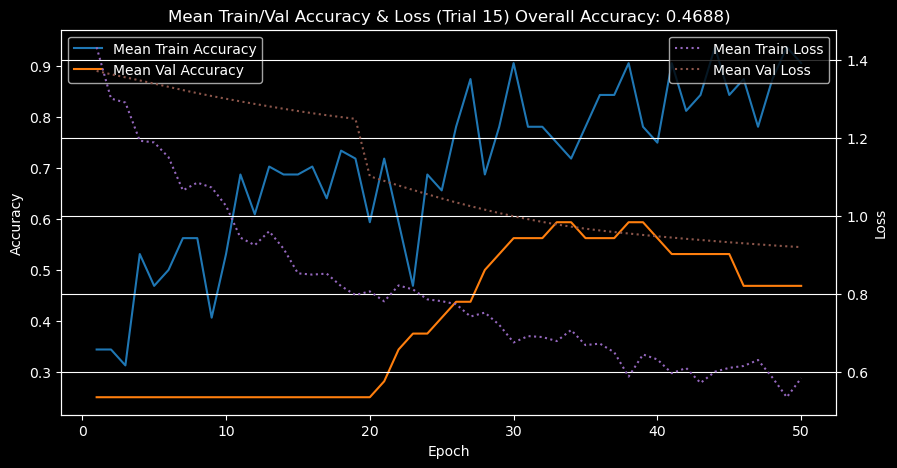 Mean Train/Val Accuracy & Loss (Trial 15) Overall Accuracy: 0.4688)
Mean Train Accuracy
Mean Val Accuracy
Mean Train Loss
Mean Val Loss
0.9
0.8
0.7
0.6
0.5
0.4
0.3
Accuracy
1.4
1.2
1.0
0.8
0.6
Loss
0 10 20 30 40 50
Epoch